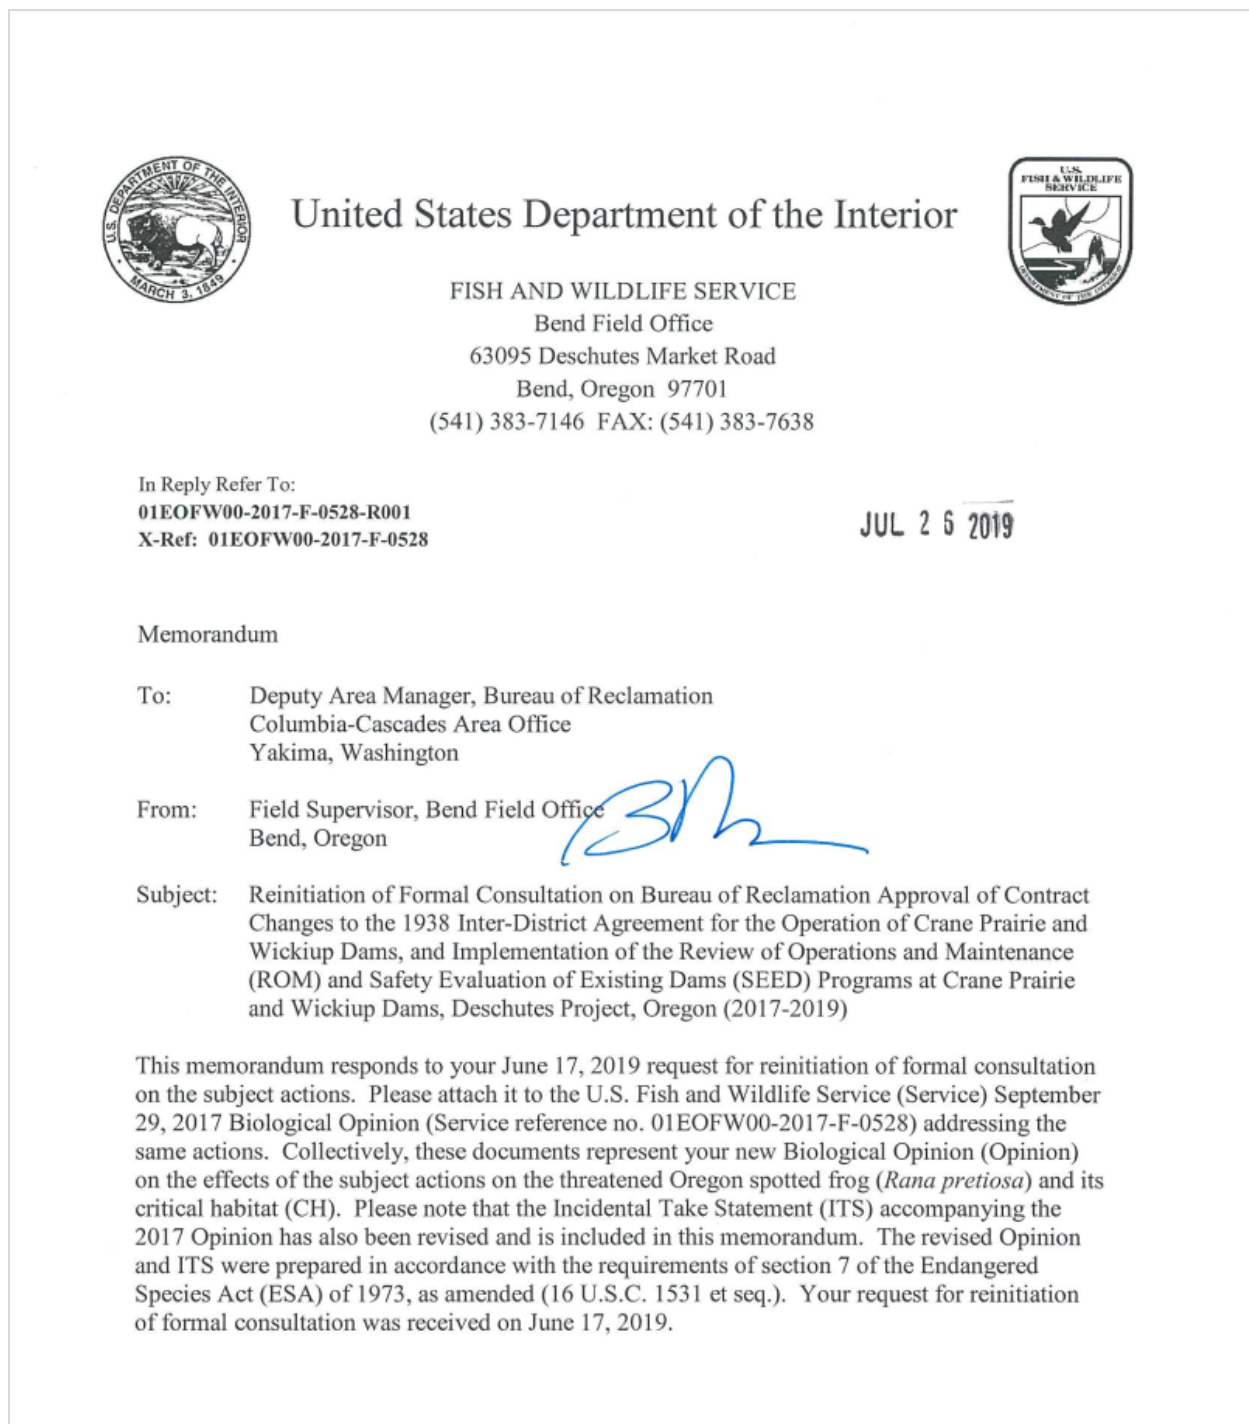 U.S. DEPARTMENT OF THE INTERIOR
MARCH 3, 1849
U.S.
FISH & WILDLIFE
SERVICE
DEPARTMENT OF THE INTERIOR
United States Department of the Interior
FISH AND WILDLIFE SERVICE
Bend Field Office
63095 Deschutes Market Road
Bend, Oregon 97701
(541) 383-7146 FAX: (541) 383-7638
In Reply Refer To:
01EOFW00-2017-F-0528-R001
X-Ref: 01EOFW00-2017-F-0528
JUL 26 2019
Memorandum
To: Deputy Area Manager, Bureau of Reclamation
Columbia-Cascades Area Office
Yakima, Washington
From: Field Supervisor, Bend Field Office
Bend, Oregon
Subject: Reinitiation of Formal Consultation on Bureau of Reclamation Approval of Contract
Changes to the 1938 Inter-District Agreement for the Operation of Crane Prairie and
Wickiup Dams, and Implementation of the Review of Operations and Maintenance
(ROM) and Safety Evaluation of Existing Dams (SEED) Programs at Crane Prairie
and Wickiup Dams, Deschutes Project, Oregon (2017-2019)
This memorandum responds to your June 17, 2019 request for reinitiation of formal consultation
on the subject actions. Please attach it to the U.S. Fish and Wildlife Service (Service) September
29, 2017 Biological Opinion (Service reference no. 01EOFW00-2017-F-0528) addressing the
same actions. Collectively, these documents represent your new Biological Opinion (Opinion)
on the effects of the subject actions on the threatened Oregon spotted frog (Rana pretiosa) and its
critical habitat (CH). Please note that the Incidental Take Statement (ITS) accompanying the
2017 Opinion has also been revised and is included in this memorandum. The revised Opinion
and ITS were prepared in accordance with the requirements of section 7 of the Endangered
Species Act (ESA) of 1973, as amended (16 U.S.C. 1531 et seq.). Your request for reinitiation
of formal consultation was received on June 17, 2019.